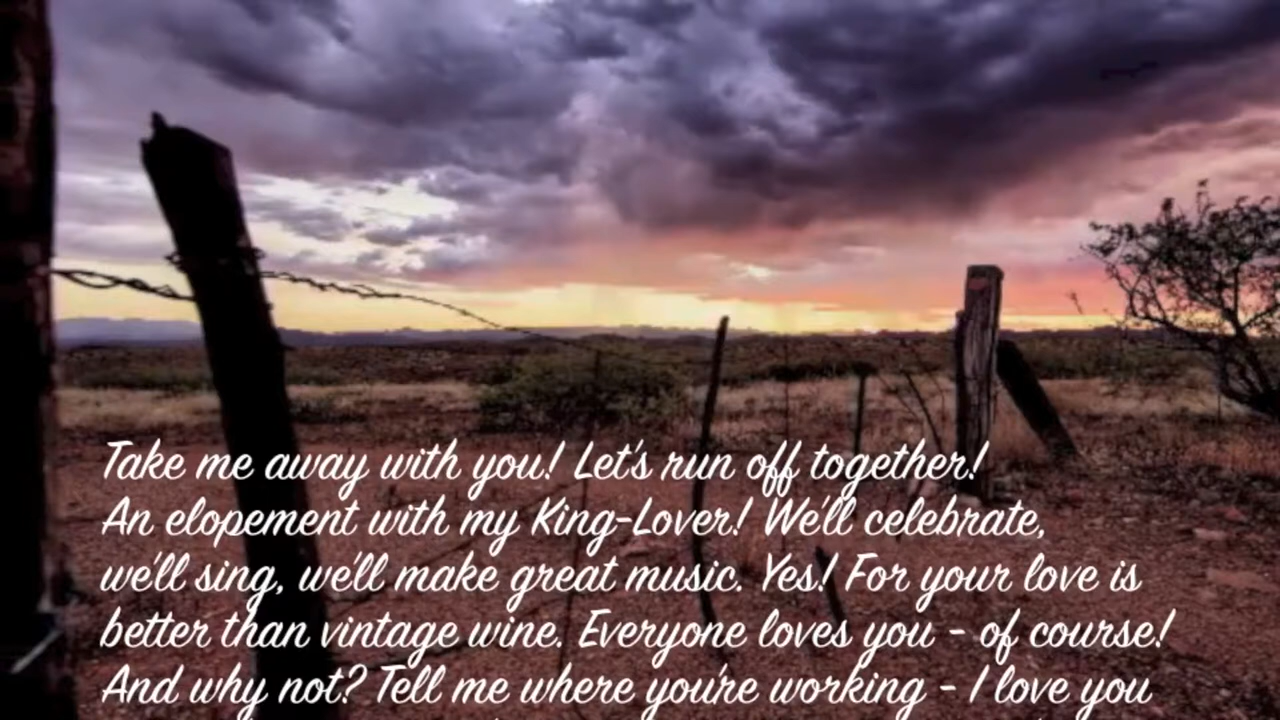 Take me away with you! Let's run off together!
An elopement with my King-Lover! We'll celebrate,
we'll sing, we'll make great music. Yes! For your love is
better than vintage wine. Everyone loves you - of course!
And why not? Tell me where you're working - I love you